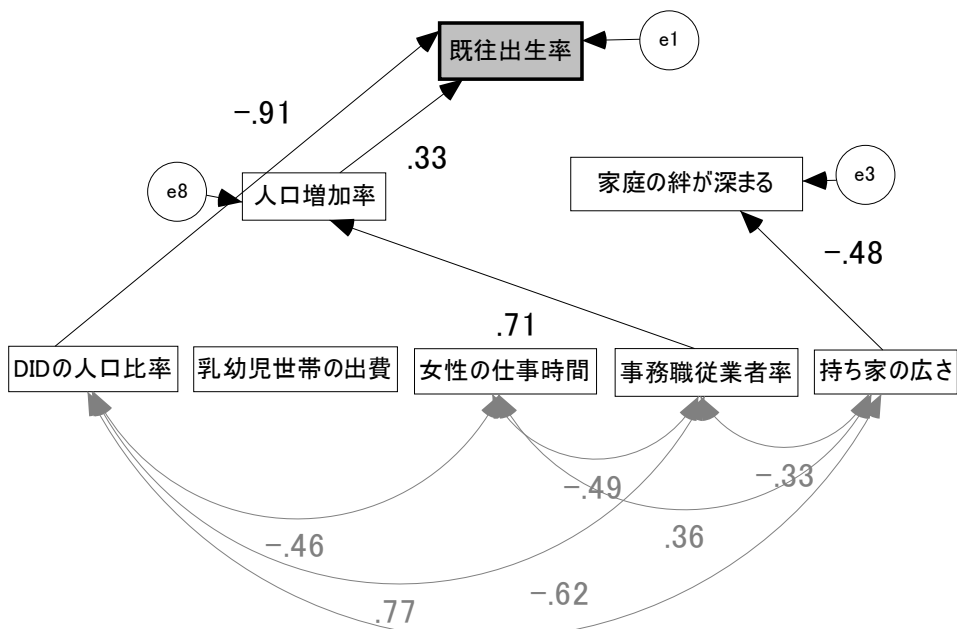 既往出生率
e1
-.91
.33
e8
人口増加率
家庭の絆が深まる
e3
-.48
.71
DIDの人口比率
乳幼児世帯の出費
女性の仕事時間
事務職従業者率
持ち家の広さ
-.49
-.33
-.46
.36
.77
-.62